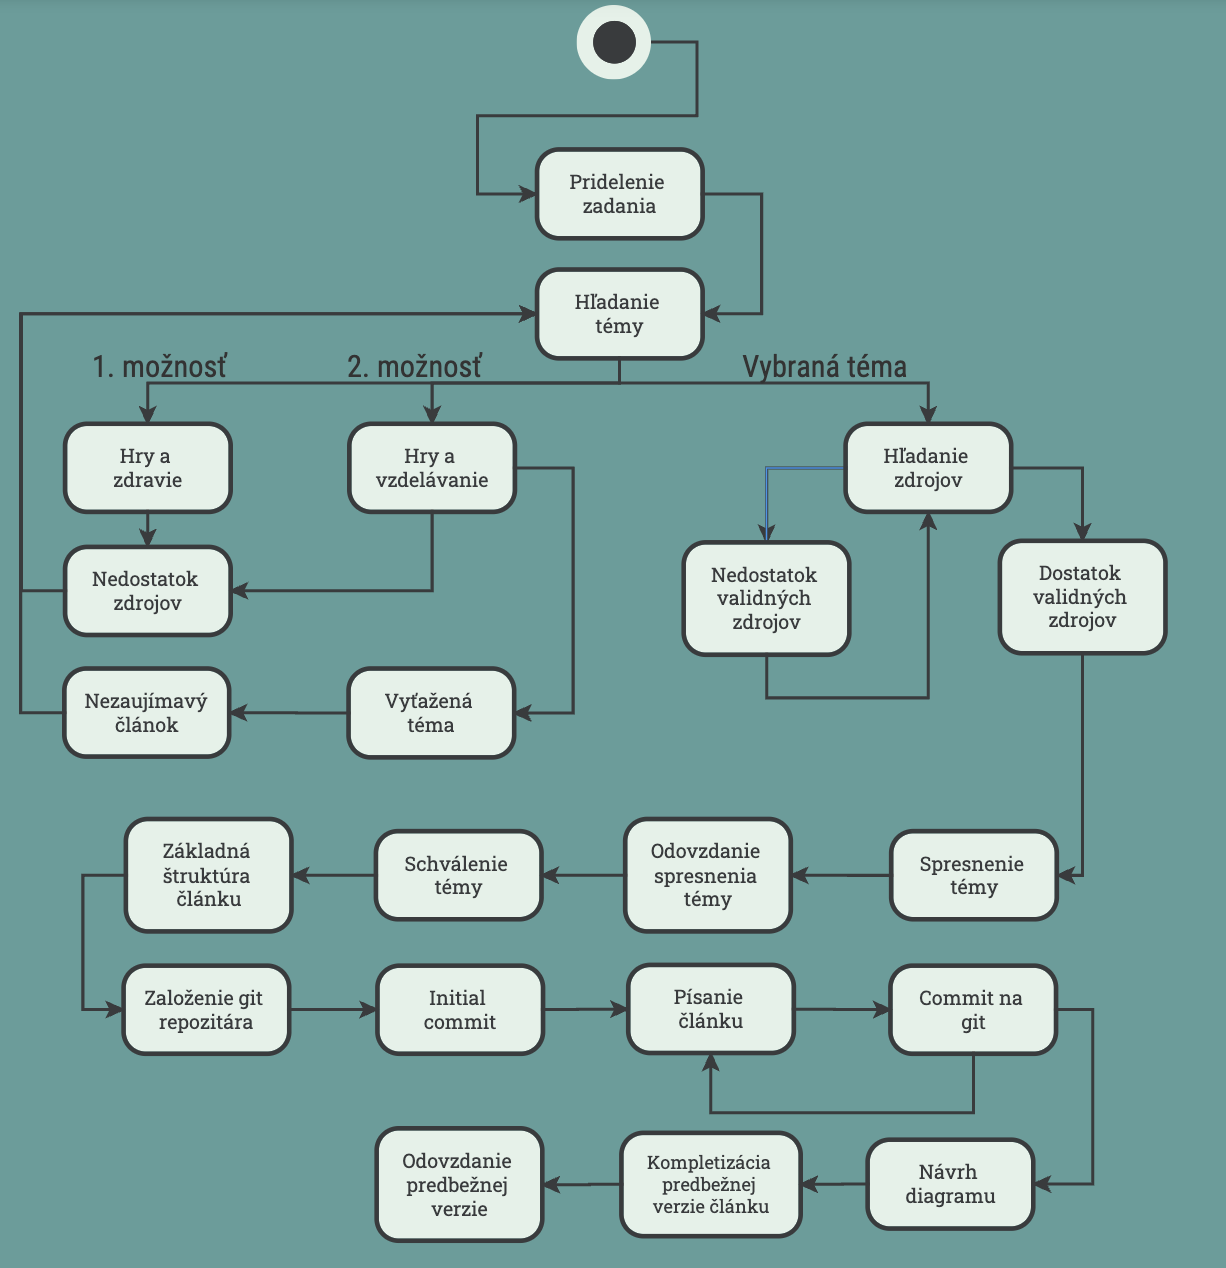 Pridelenie
zadania
Hľadanie
témy
1. možnosť
2. možnosť
Vybraná téma
Hry a
zdravie
Hry a
vzdelávanie
Hľadanie
zdrojov
Nedostatok
zdrojov
Nedostatok
validných
zdrojov
Dostatok
validných
zdrojov
Nezaujímavý
článok
Vyťažená
téma
Základná
štruktúra
článku
Schválenie
témy
Odovzdanie
spresnenia
témy
Spresnenie
témy
Založenie git
repozitára
Initial
commit
Písanie
článku
Commit na
git
Odovzdanie
predbežnej
verzie
Kompletizácia
predbežnej
verzie článku
Návrh
diagramu